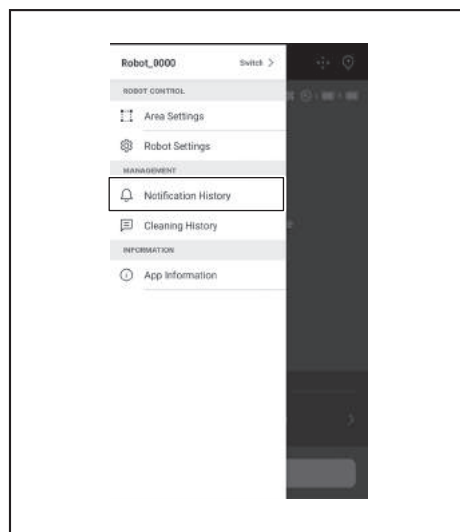 Robot_0000 Switch >
ROBOT CONTROL
Area Settings
Robot Settings
MANAGEMENT
Notification History
Cleaning History
INFORMATION
App Information